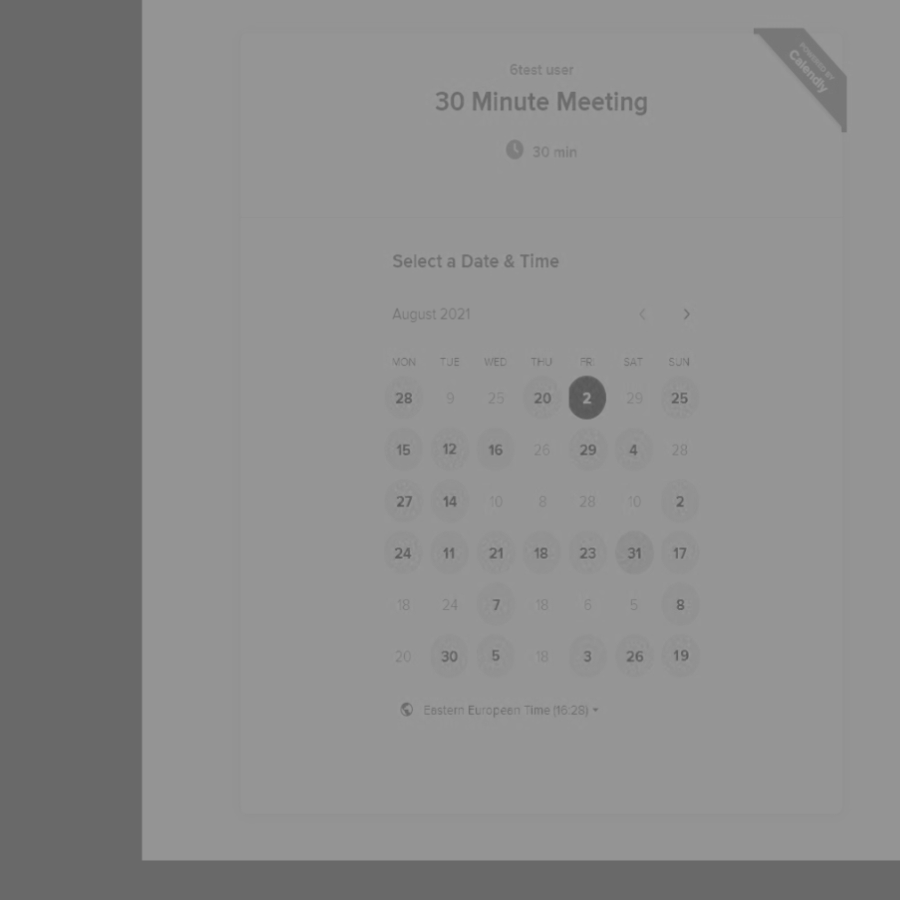 POWERED BY
Calendly
6test user
30 Minute Meeting
30 min
Select a Date & Time
August 2021
MON TUE WED THU FRI SAT SUN
28 9 25 20 2 29 25
15 12 16 26 29 4 28
27 14 10 8 28 10 2
24 11 21 18 23 31 17
18 24 7 18 6 5 8
20 30 5 18 3 26 19
Eastern European Time (16:28)